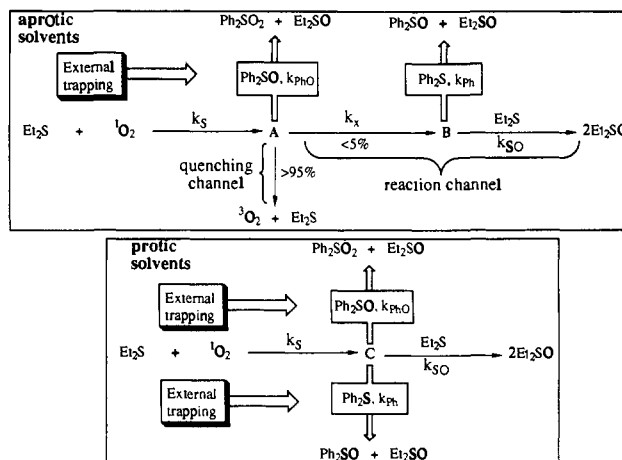 aprotic
solvents
Ph₂SO₂ + Et₂SO
Ph₂SO + Et₂SO
External
trapping
Ph₂SO, kPhO
Ph₂S, kPh
Et₂S + ¹O₂ kS A kx B Et₂S 2Et₂SO
<5% kSO
quenching
channel
>95%
reaction channel
³O₂ + Et₂S
protic
solvents
Ph₂SO₂ + Et₂SO
External
trapping
Ph₂SO, kPhO
Et₂S + ¹O₂ kS C Et₂S 2Et₂SO
kSO
External
trapping
Ph₂S, kPh
Ph₂SO + Et₂SO